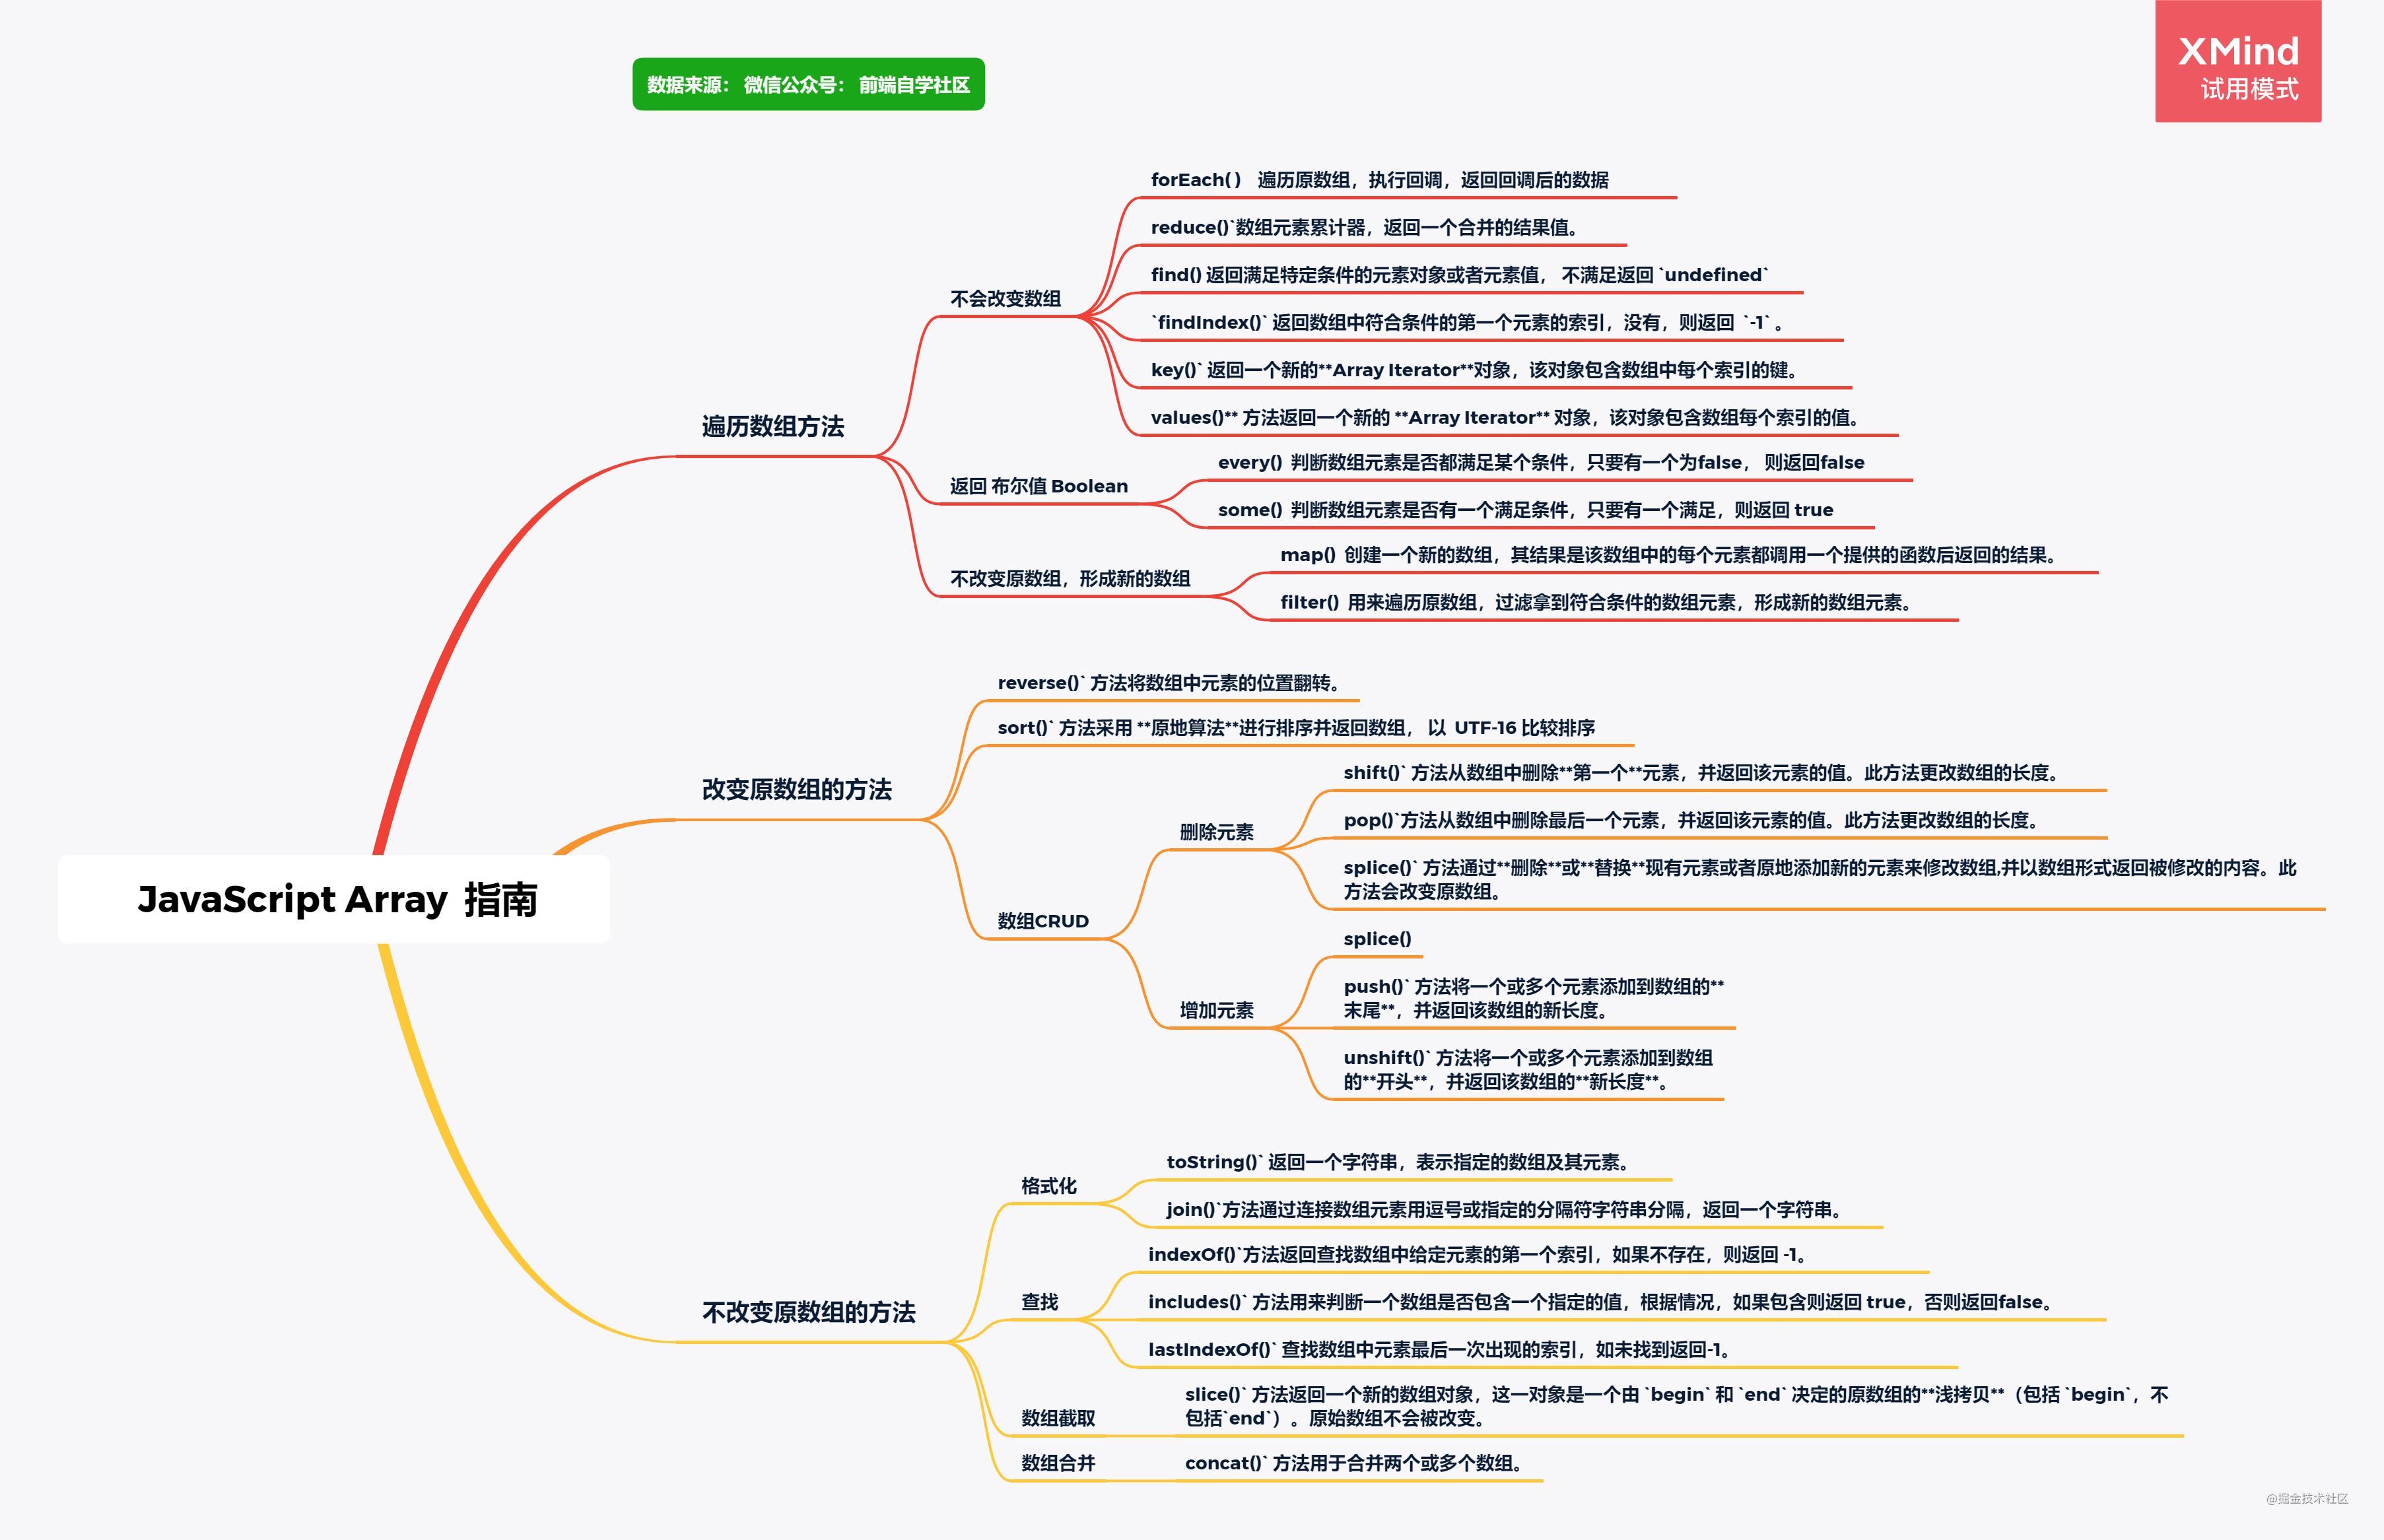 数据来源： 微信公众号： 前端自学社区
XMind
试用模式
JavaScript Array 指南
遍历数组方法
不会改变数组
forEach( ) 遍历原数组，执行回调，返回回调后的数据
reduce()`数组元素累计器，返回一个合并的结果值。
find() 返回满足特定条件的元素对象或者元素值， 不满足返回 `undefined`
`findIndex()` 返回数组中符合条件的第一个元素的索引，没有，则返回 `-1` 。
key()` 返回一个新的**Array Iterator**对象，该对象包含数组中每个索引的键。
values()** 方法返回一个新的 **Array Iterator** 对象，该对象包含数组每个索引的值。
返回 布尔值 Boolean
every() 判断数组元素是否都满足某个条件，只要有一个为false， 则返回false
some() 判断数组元素是否有一个满足条件，只要有一个满足，则返回 true
不改变原数组，形成新的数组
map() 创建一个新的数组，其结果是该数组中的每个元素都调用一个提供的函数后返回的结果。
filter() 用来遍历原数组，过滤拿到符合条件的数组元素，形成新的数组元素。
改变原数组的方法
reverse()` 方法将数组中元素的位置翻转。
sort()` 方法采用 **原地算法**进行排序并返回数组， 以 UTF-16 比较排序
数组CRUD
删除元素
shift()` 方法从数组中删除**第一个**元素，并返回该元素的值。此方法更改数组的长度。
pop()`方法从数组中删除最后一个元素，并返回该元素的值。此方法更改数组的长度。
splice()` 方法通过**删除**或**替换**现有元素或者原地添加新的元素来修改数组,并以数组形式返回被修改的内容。此
方法会改变原数组。
增加元素
splice()
push()` 方法将一个或多个元素添加到数组的**
末尾**，并返回该数组的新长度。
unshift()` 方法将一个或多个元素添加到数组
的**开头**，并返回该数组的**新长度**。
不改变原数组的方法
格式化
toString()` 返回一个字符串，表示指定的数组及其元素。
join()`方法通过连接数组元素用逗号或指定的分隔符字符串分隔，返回一个字符串。
查找
indexOf()`方法返回查找数组中给定元素的第一个索引，如果不存在，则返回 -1。
includes()` 方法用来判断一个数组是否包含一个指定的值，根据情况，如果包含则返回 true，否则返回false。
lastIndexOf()` 查找数组中元素最后一次出现的索引，如未找到返回-1。
数组截取
slice()` 方法返回一个新的数组对象，这一对象是一个由 `begin` 和 `end` 决定的原数组的**浅拷贝**（包括 `begin`，不
包括`end`）。原始数组不会被改变。
数组合并
concat()` 方法用于合并两个或多个数组。
@掘金技术社区